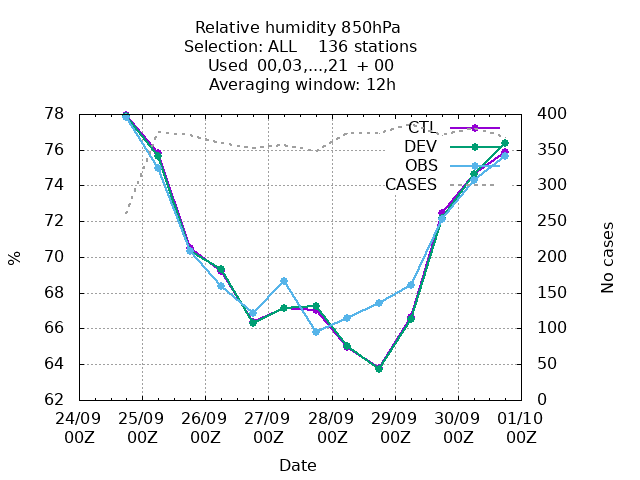 Relative humidity 850hPa
Selection: ALL    136 stations
Used  00,03,...,21  + 00
Averaging window: 12h
78 400
CTL
76 350
DEV
OBS
74 300
CASES
72 250
70 200
68 150
66 100
64 50
62 0
%
No cases
24/09 25/09 26/09 27/09 28/09 29/09 30/09 01/10
00Z 00Z 00Z 00Z 00Z 00Z 00Z 00Z
Date